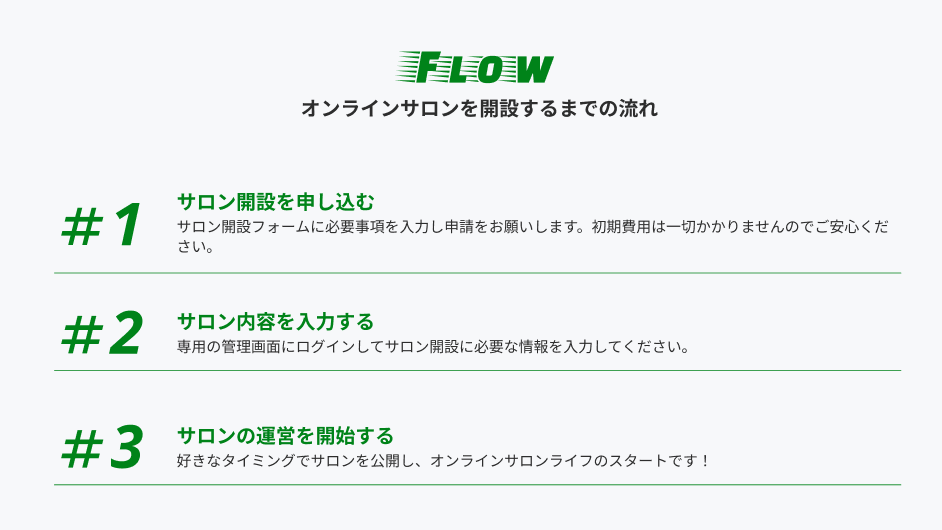 FLOW
オンラインサロンを開設するまでの流れ
#1
サロン開設を申し込む
サロン開設フォームに必要事項を入力し申請をお願いします。初期費用は一切かかりませんのでご安心くだ
さい。
#2
サロン内容を入力する
専用の管理画面にログインしてサロン開設に必要な情報を入力してください。
#3
サロンの運営を開始する
好きなタイミングでサロンを公開し、オンラインサロンライフのスタートです！